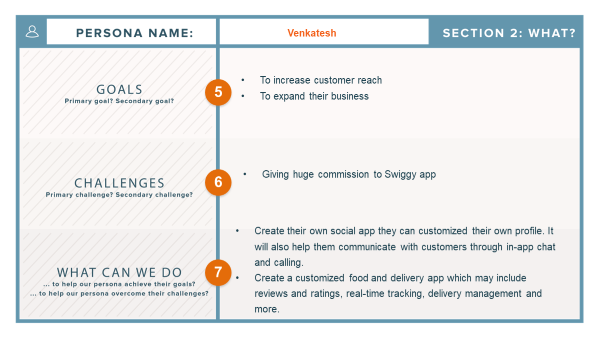 PERSONA NAME:
Venkatesh
SECTION 2: WHAT?
GOALS
Primary goal? Secondary goal?
5
• To increase customer reach
• To expand their business
CHALLENGES
Primary challenge? Secondary challenge?
6
• Giving huge commission to Swiggy app
WHAT CAN WE DO
... to help our persona achieve their goals?
... to help our persona overcome their challenges?
7
• Create their own social app they can customized their own profile. It
will also help them communicate with customers through in-app chat
and calling.
• Create a customized food and delivery app which may include
reviews and ratings, real-time tracking, delivery management and
more.